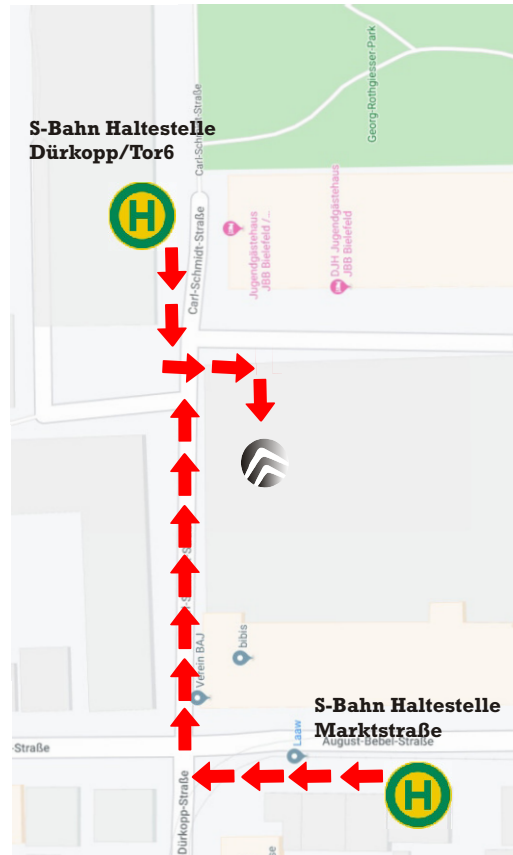 Georg-Rothgiesser-Park
Carl-Schmidt-Straße
S-Bahn Haltestelle
Dürkopp/Tor6
H
Carl-Schmidt-Straße
Jugendgästehaus
JBB Bielefeld /...
DJH Jugendgästehaus
JBB Bielefeld
Verein BAJ
bibis
S-Bahn Haltestelle
Marktstraße
Laaw
August-Bebel-Straße
-Straße
H
Dürkopp-Straße
se